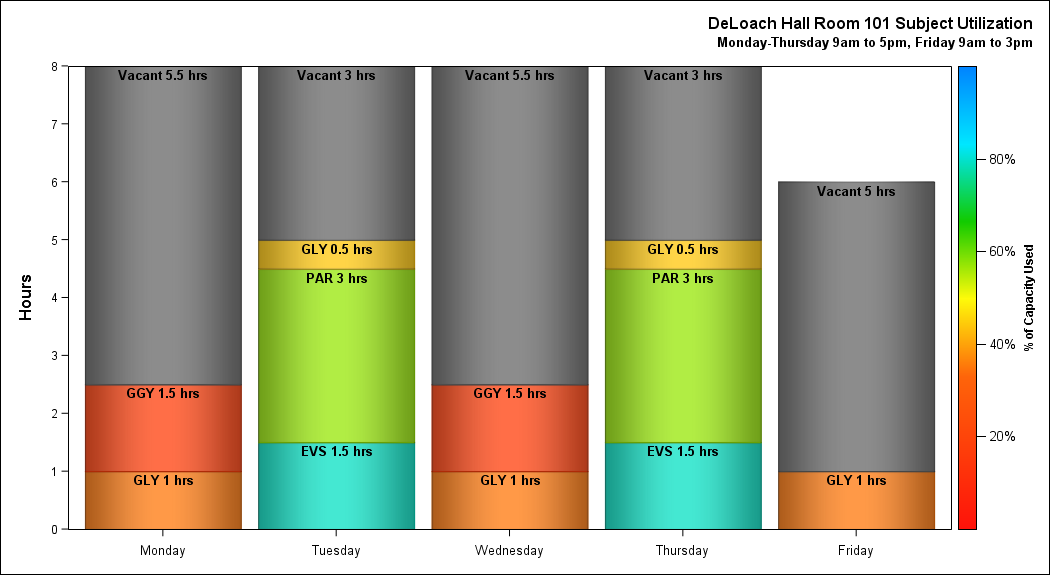 DeLoach Hall Room 101 Subject Utilization
Monday-Thursday 9am to 5pm, Friday 9am to 3pm
8
7
6
5
4
3
2
1
0
Hours
Vacant 5.5 hrs
GGY 1.5 hrs
GLY 1 hrs
Vacant 3 hrs
GLY 0.5 hrs
PAR 3 hrs
EVS 1.5 hrs
Vacant 5.5 hrs
GGY 1.5 hrs
GLY 1 hrs
Vacant 3 hrs
GLY 0.5 hrs
PAR 3 hrs
EVS 1.5 hrs
Vacant 5 hrs
GLY 1 hrs
Monday
Tuesday
Wednesday
Thursday
Friday
80%
60%
40%
20%
% of Capacity Used